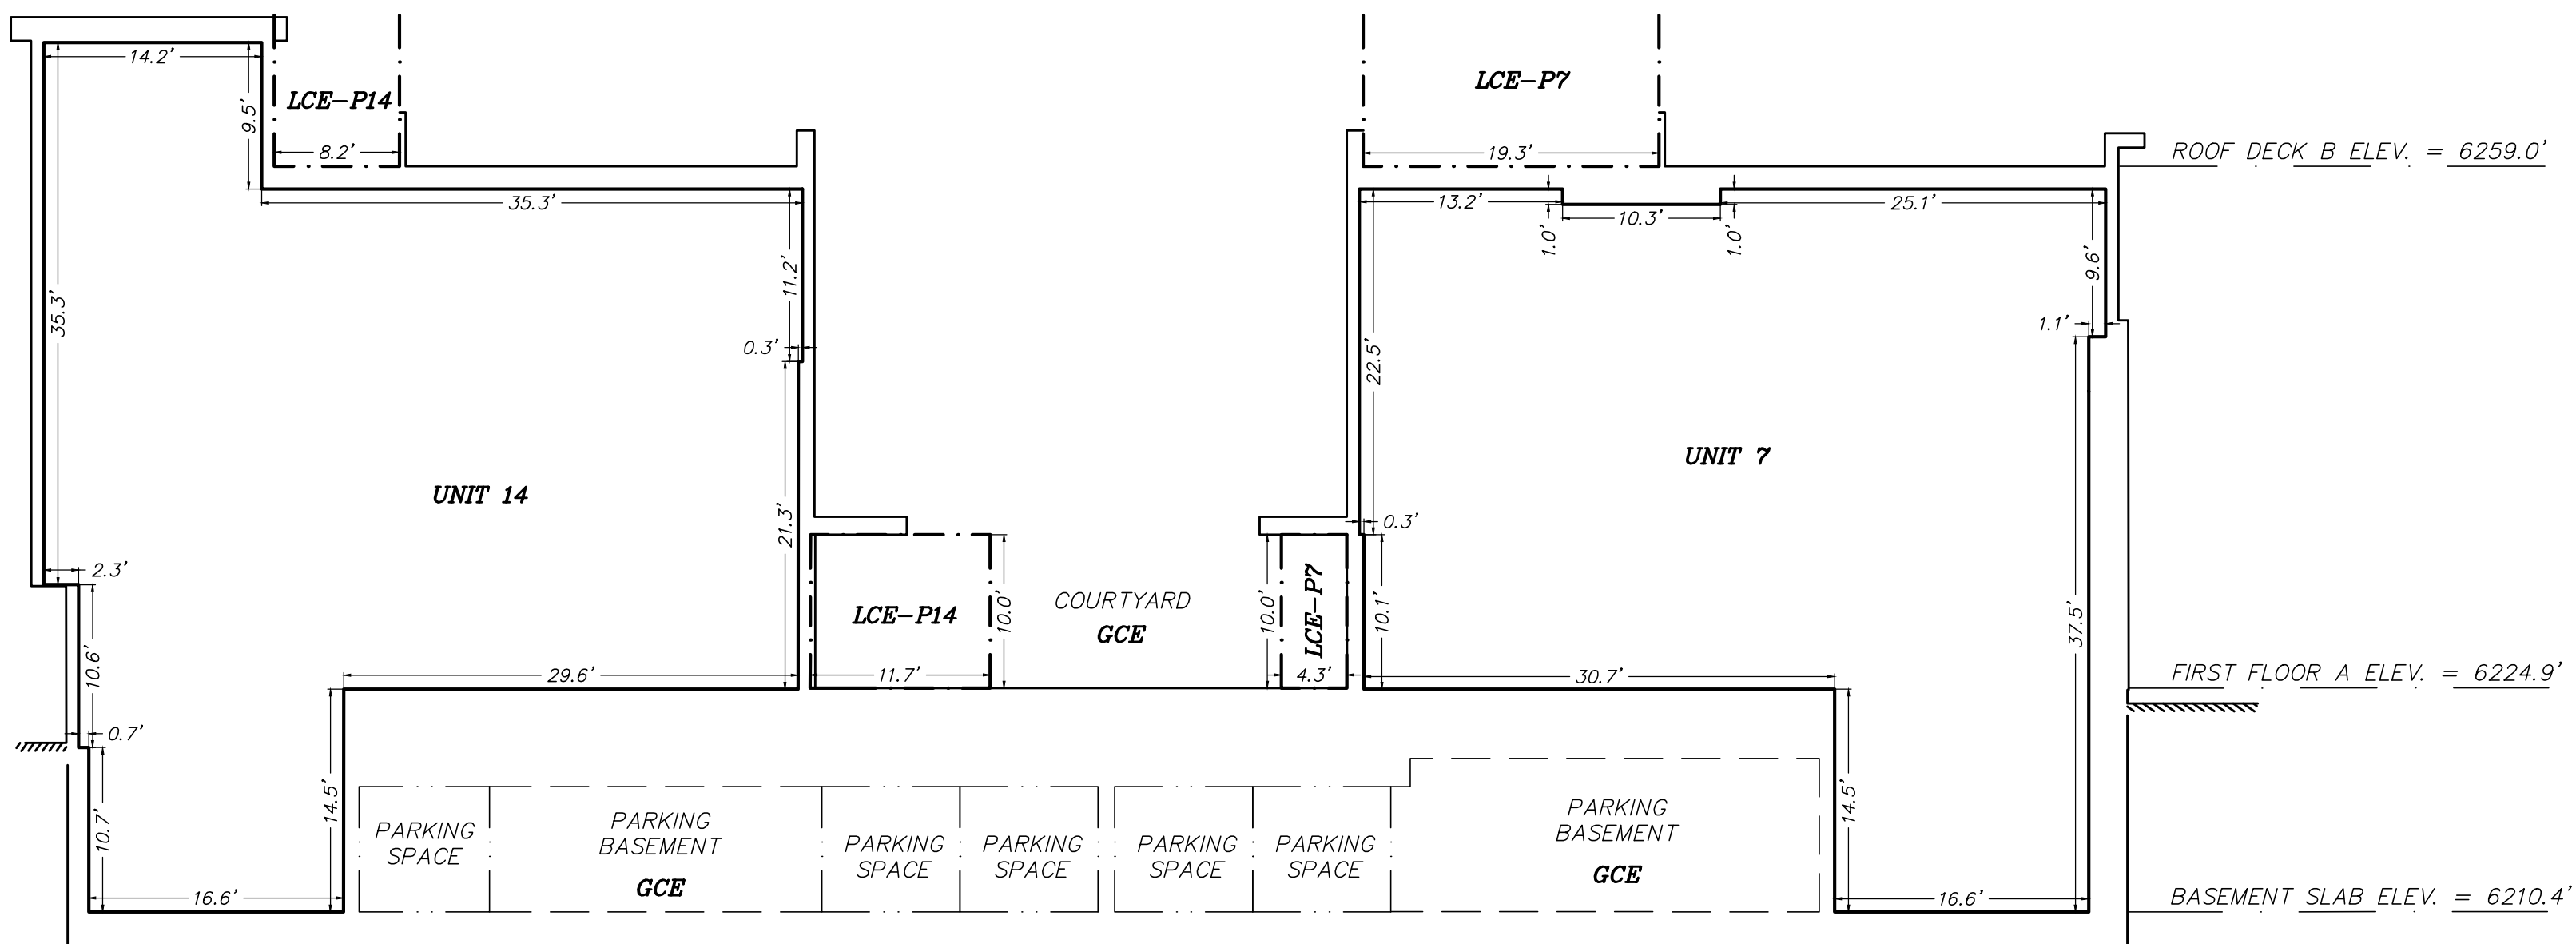 14.2'
9.5'
LCE-P14
8.2'
LCE-P7
19.3'
ROOF DECK B ELEV. = 6259.0'
35.3'
11.2'
35.3'
0.3'
13.2'
10.3'
25.1'
1.0'
1.0'
9.6'
1.1'
22.5'
UNIT 14
UNIT 7
21.3'
0.3'
2.3'
10.6'
0.7'
LCE-P14
10.0'
11.7'
COURTYARD
GCE
10.0'
LCE-P7
4.3'
10.1'
37.5'
29.6'
30.7'
FIRST FLOOR A ELEV. = 6224.9'
10.7'
14.5'
16.6'
PARKING
SPACE
PARKING
BASEMENT
GCE
PARKING
SPACE
PARKING
SPACE
PARKING
SPACE
PARKING
SPACE
PARKING
BASEMENT
GCE
14.5'
16.6'
BASEMENT SLAB ELEV. = 6210.4'